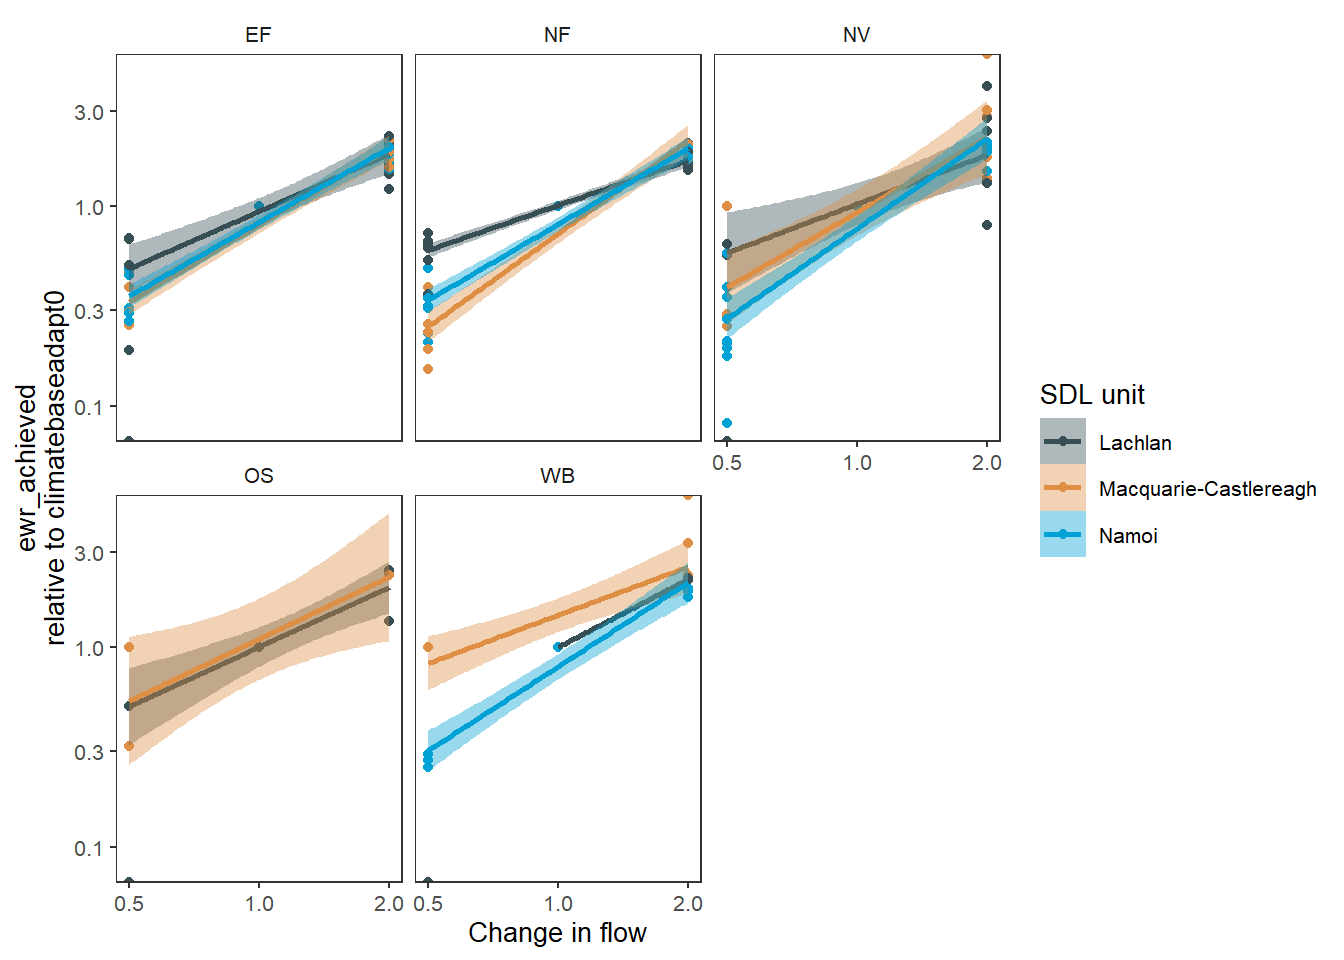 EF
NF
NV
3.0
1.0
0.3
0.1
0.5
1.0
2.0
OS
WB
3.0
1.0
0.3
0.1
0.5
1.0
2.0
0.5
1.0
2.0
Change in flow
ewr_achieved
relative to climatebaseadapt0
SDL unit
Lachlan
Macquarie-Castlereagh
Namoi